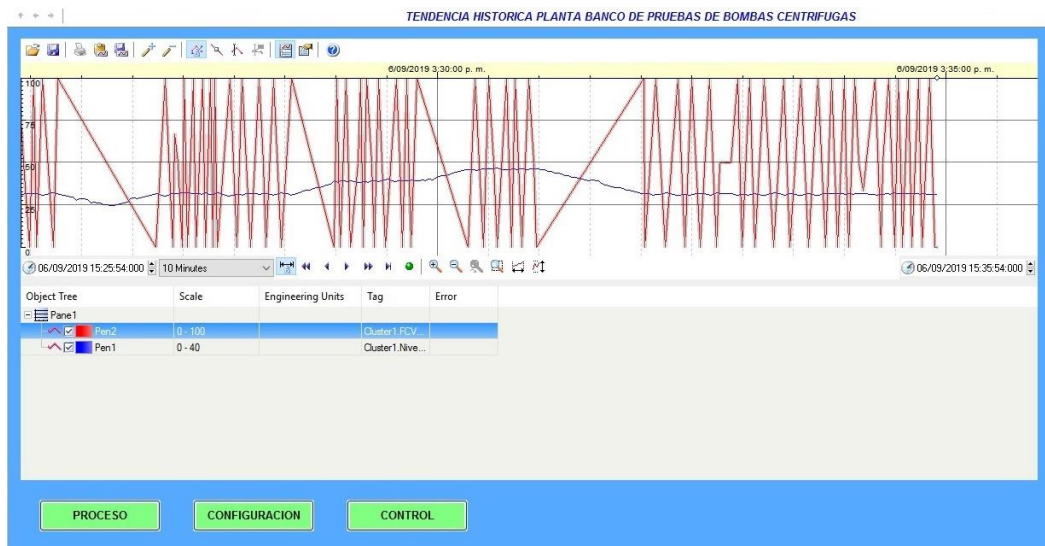 TENDENCIA HISTORICA PLANTA BANCO DE PRUEBAS DE BOMBAS CENTRIFUGAS
6/09/2019 3:30:00 p. m. 6/09/2019 3:35:00 p. m.
100
75
50
25
0
06/09/2019 15:25:54:000 10 Minutes 06/09/2019 15:35:54:000
Object Tree Scale Engineering Units Tag Error
Pane1
Pen2 0 - 100 Cluster1.FCV...
Pen1 0 - 40 Cluster1.Nive...
PROCESO CONFIGURACION CONTROL